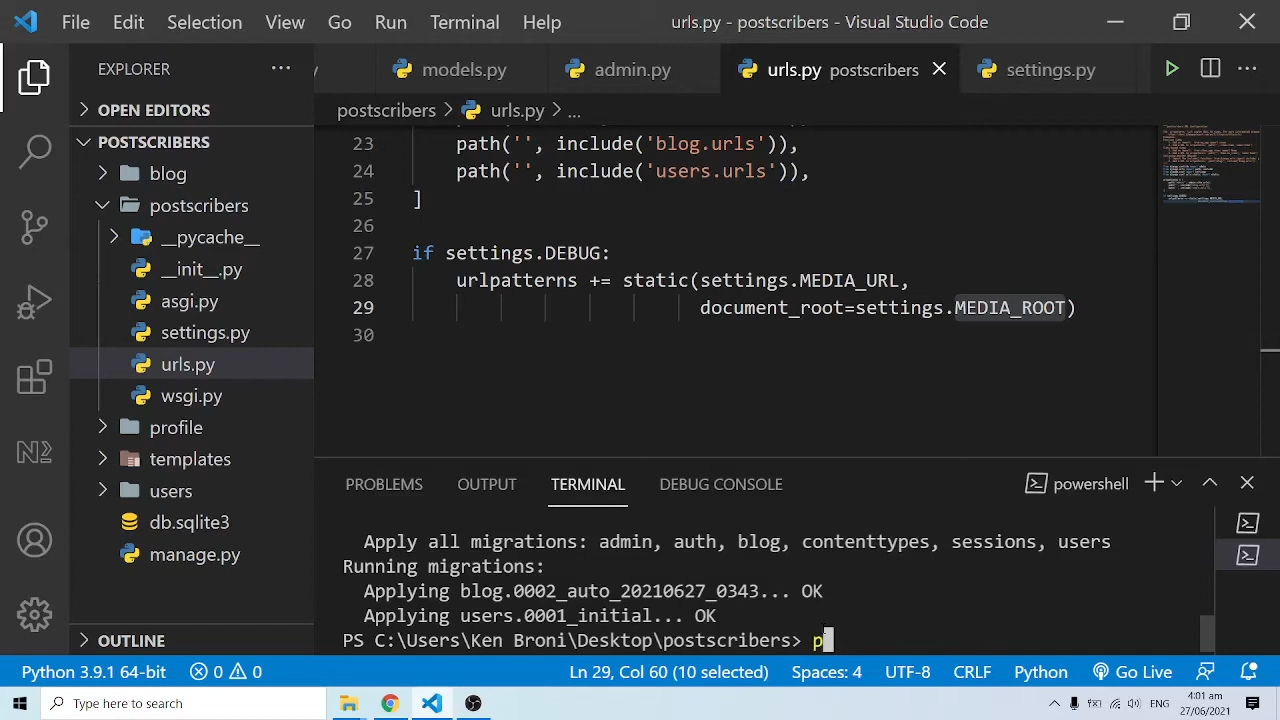 File Edit Selection View Go Run Terminal Help
urls.py - postscribers - Visual Studio Code
EXPLORER
OPEN EDITORS
POSTSCRIBERS
blog
postscribers
__pycache__
__init__.py
asgi.py
settings.py
urls.py
wsgi.py
profile
templates
users
db.sqlite3
manage.py
OUTLINE
models.py admin.py urls.py postscribers settings.py
postscribers > urls.py > ...
23 path('', include('blog.urls')),
24 path('', include('users.urls')),
25 ]
26
27 if settings.DEBUG:
28 urlpatterns += static(settings.MEDIA_URL,
29 document_root=settings.MEDIA_ROOT)
30
PROBLEMS OUTPUT TERMINAL DEBUG CONSOLE
powershell
Apply all migrations: admin, auth, blog, contenttypes, sessions, users
Running migrations:
Applying blog.0002_auto_20210627_0343... OK
Applying users.0001_initial... OK
PS C:\Users\Ken Broni\Desktop\postscribers> p
Python 3.9.1 64-bit 0 0 Ln 29, Col 60 (10 selected) Spaces: 4 UTF-8 CRLF Python Go Live
Type here to search
ENG
4:01 am
27/06/2021